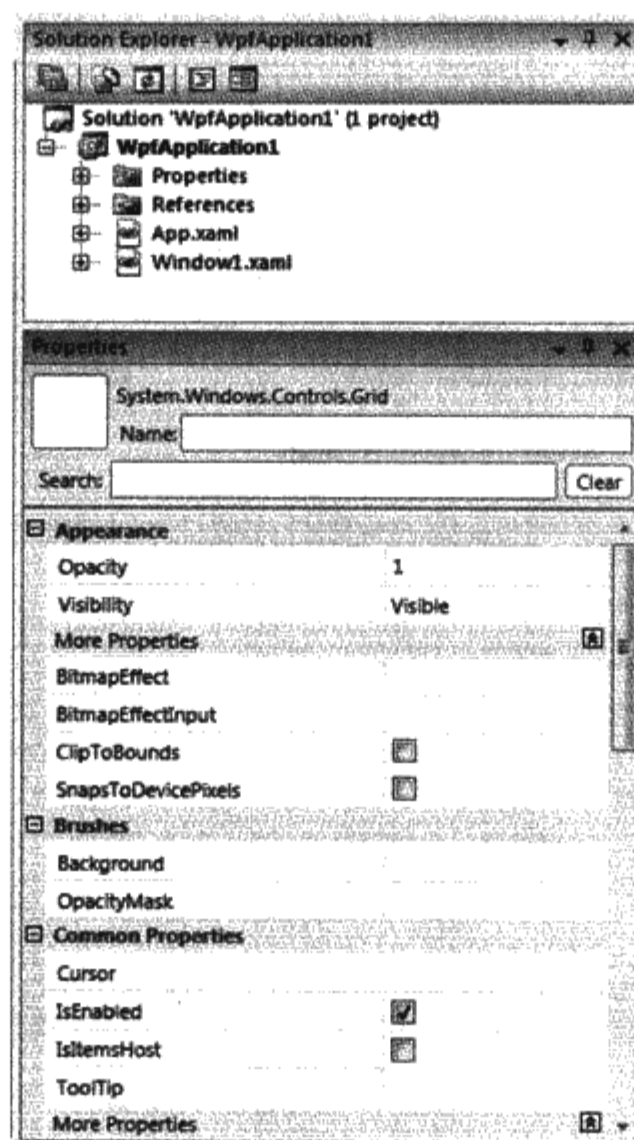 Solution Explorer - WpfApplication1
Solution 'WpfApplication1' (1 project)
WpfApplication1
Properties
References
App.xaml
Window1.xaml
Properties
System.Windows.Controls.Grid
Name:
Search: Clear
Appearance
Opacity 1
Visibility Visible
More Properties
BitmapEffect
BitmapEffectInput
ClipToBounds
SnapsToDevicePixels
Brushes
Background
OpacityMask
Common Properties
Cursor
IsEnabled
IsItemsHost
ToolTip
More Properties